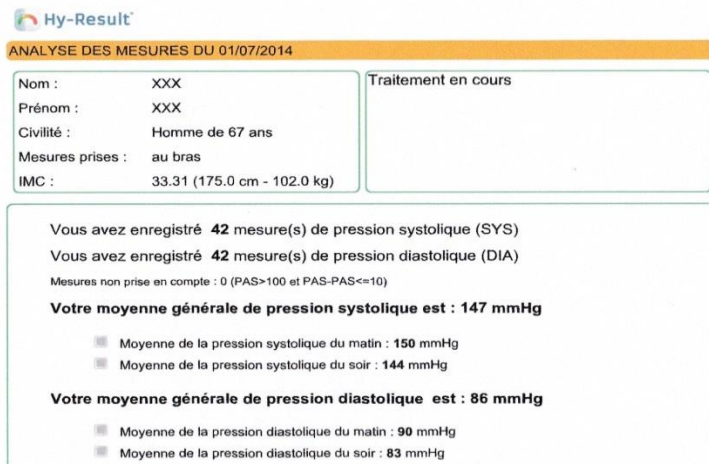 Hy-Result
ANALYSE DES MESURES DU 01/07/2014
Nom : XXX
Prénom : XXX
Civilité : Homme de 67 ans
Mesures prises : au bras
IMC : 33.31 (175.0 cm - 102.0 kg)
Traitement en cours
Vous avez enregistré 42 mesure(s) de pression systolique (SYS)
Vous avez enregistré 42 mesure(s) de pression diastolique (DIA)
Mesures non prise en compte : 0 (PAS>100 et PAS-PAS<=10)
Votre moyenne générale de pression systolique est : 147 mmHg
Moyenne de la pression systolique du matin : 150 mmHg
Moyenne de la pression systolique du soir : 144 mmHg
Votre moyenne générale de pression diastolique est : 86 mmHg
Moyenne de la pression diastolique du matin : 90 mmHg
Moyenne de la pression diastolique du soir : 83 mmHg